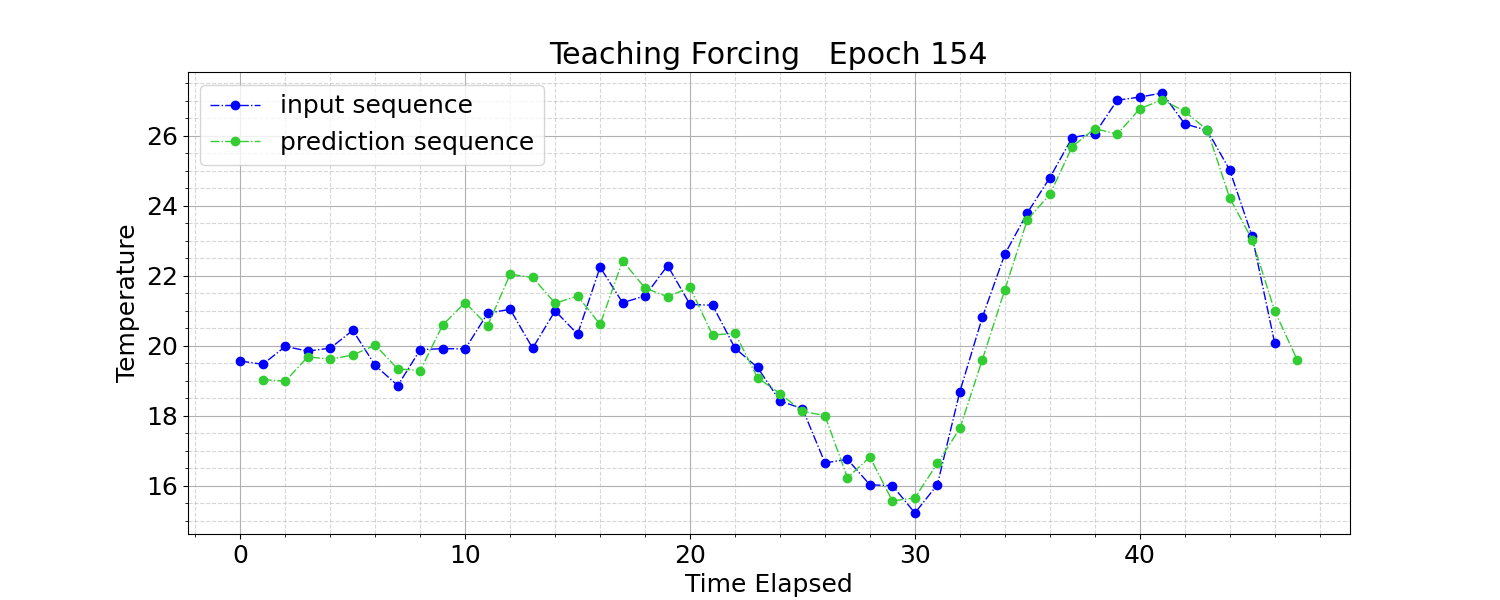 Teaching Forcing   Epoch 154
input sequence
prediction sequence
26
24
22
20
18
16
Temperature
0 10 20 30 40
Time Elapsed